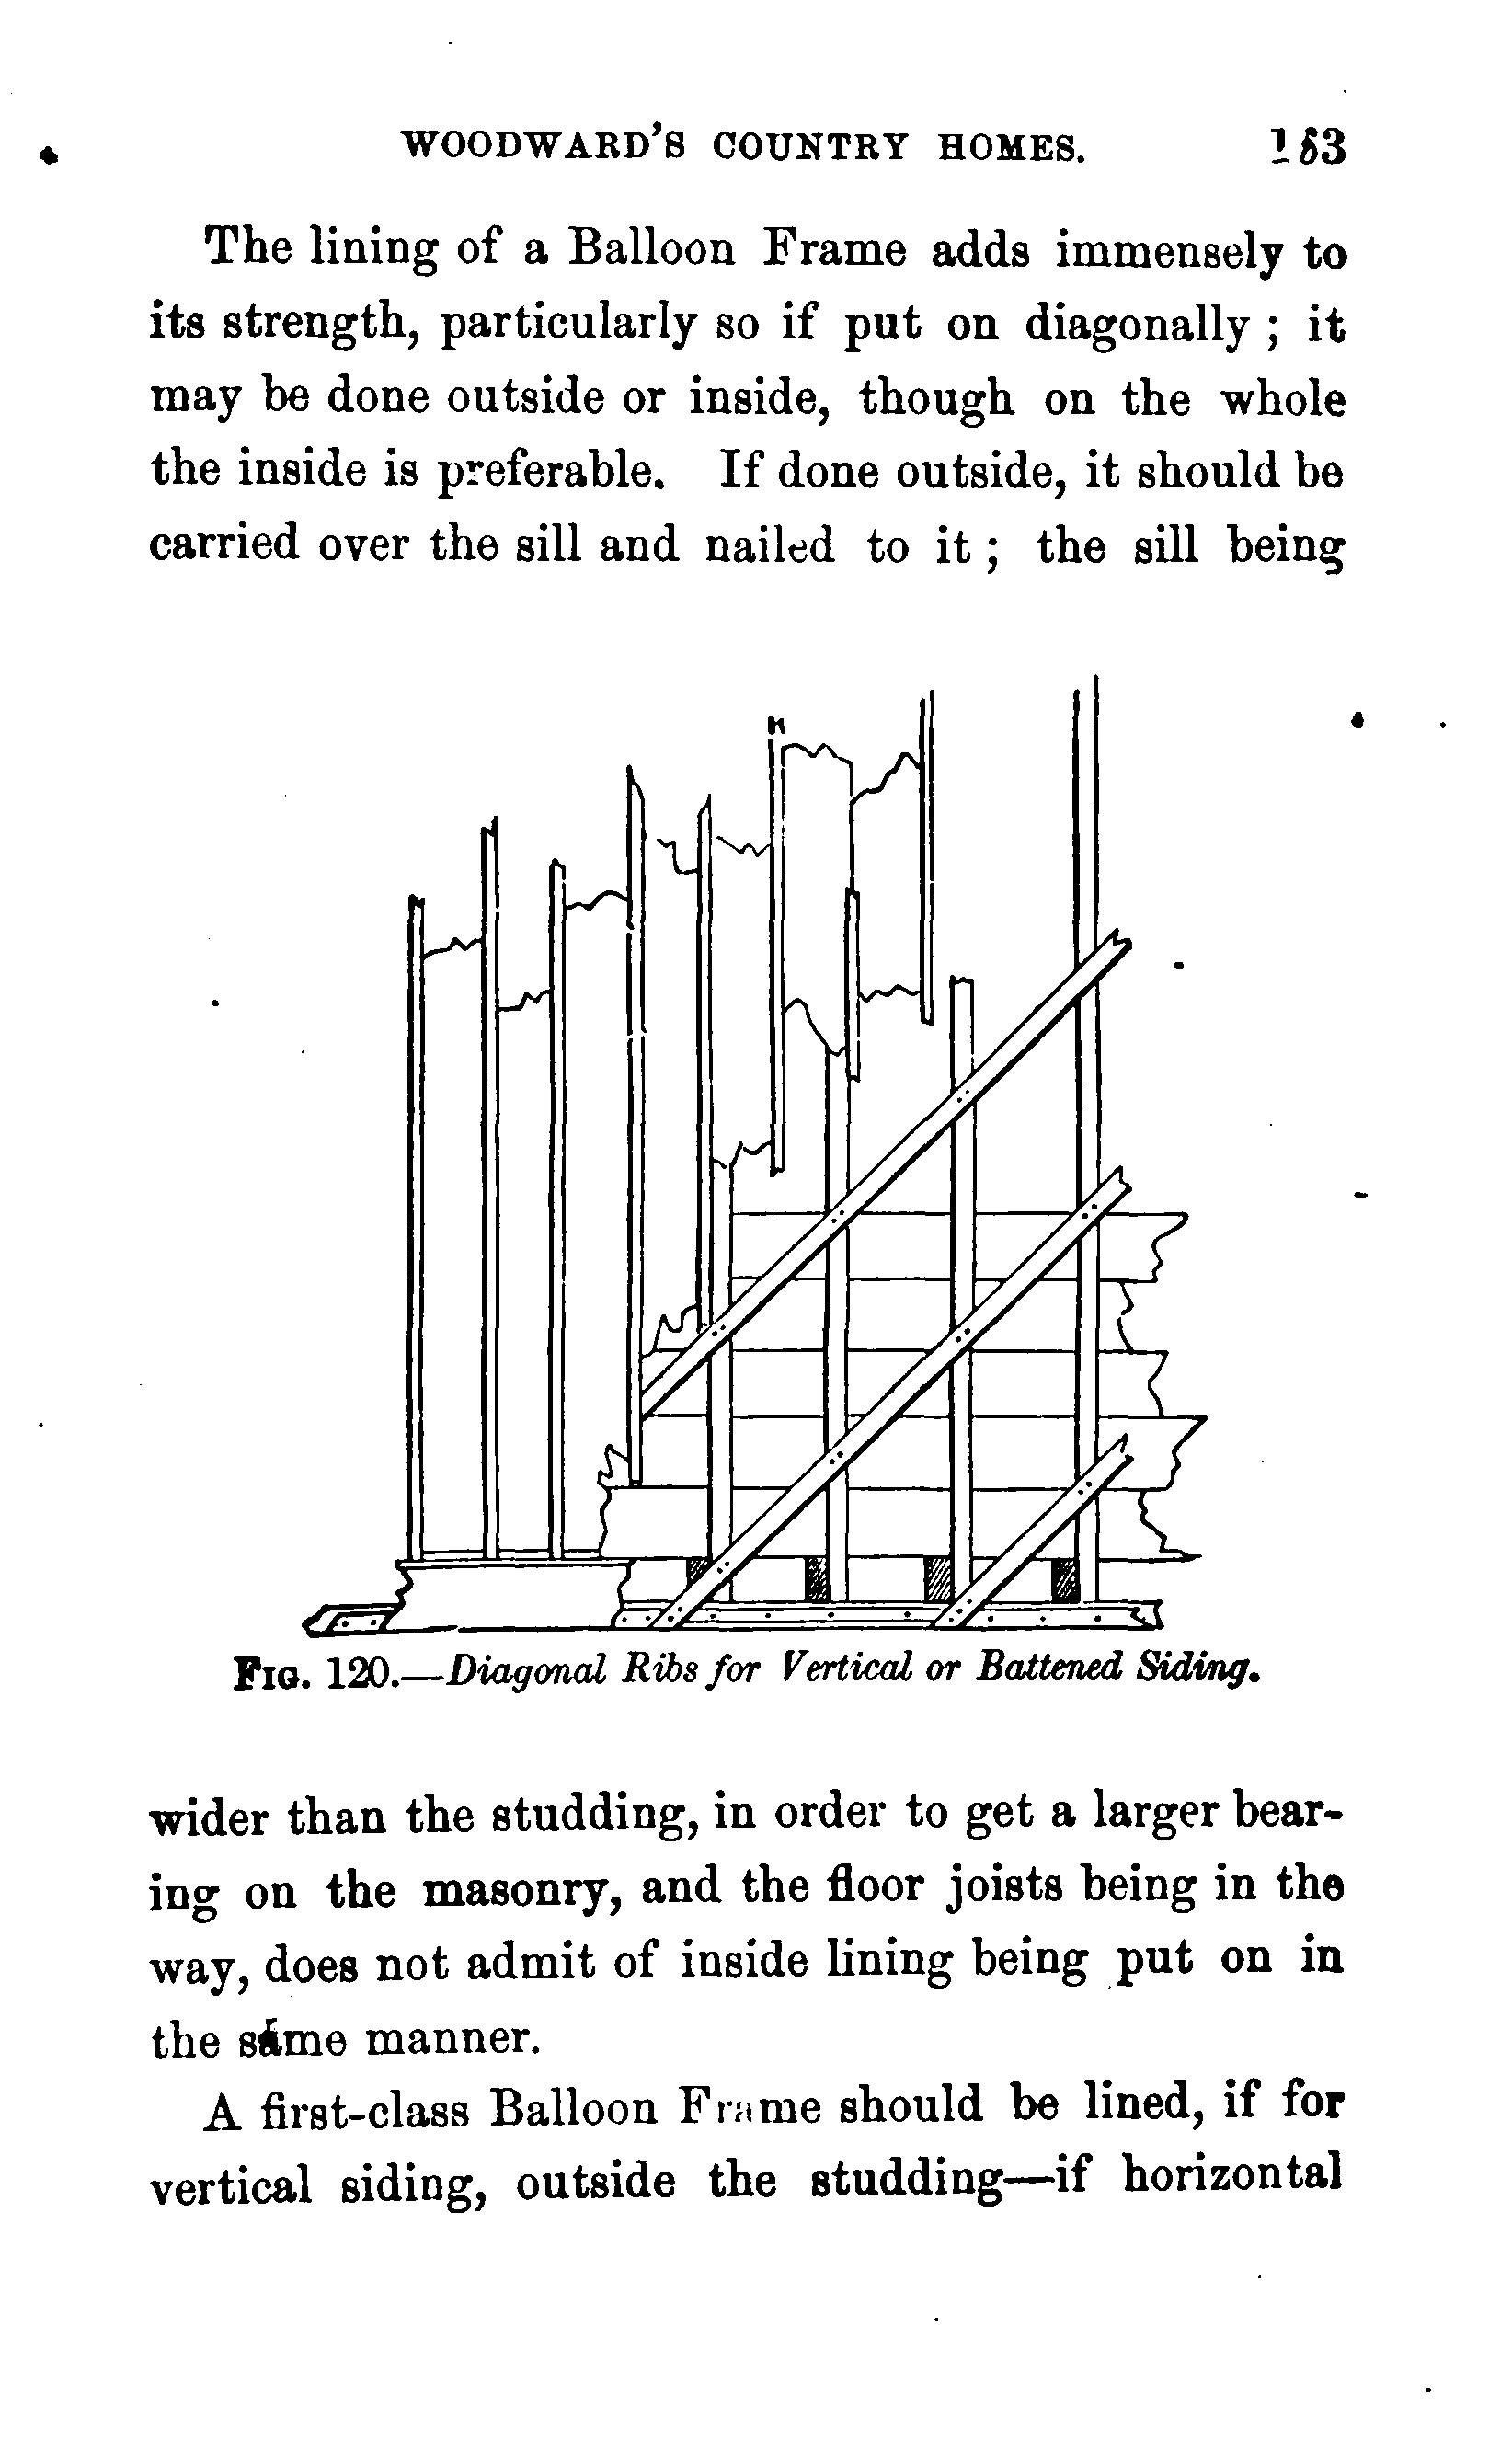 WOODWARD'S COUNTRY HOMES. 153
The lining of a Balloon Frame adds immensely to
its strength, particularly so if put on diagonally ; it
may be done outside or inside, though on the whole
the inside is preferable. If done outside, it should be
carried over the sill and nailed to it ; the sill being
FIG. 120.—Diagonal Ribs for Vertical or Battened Siding.
wider than the studding, in order to get a larger bear-
ing on the masonry, and the floor joists being in the
way, does not admit of inside lining being put on in
the same manner.
A first-class Balloon Frame should be lined, if for
vertical siding, outside the studding—if horizontal